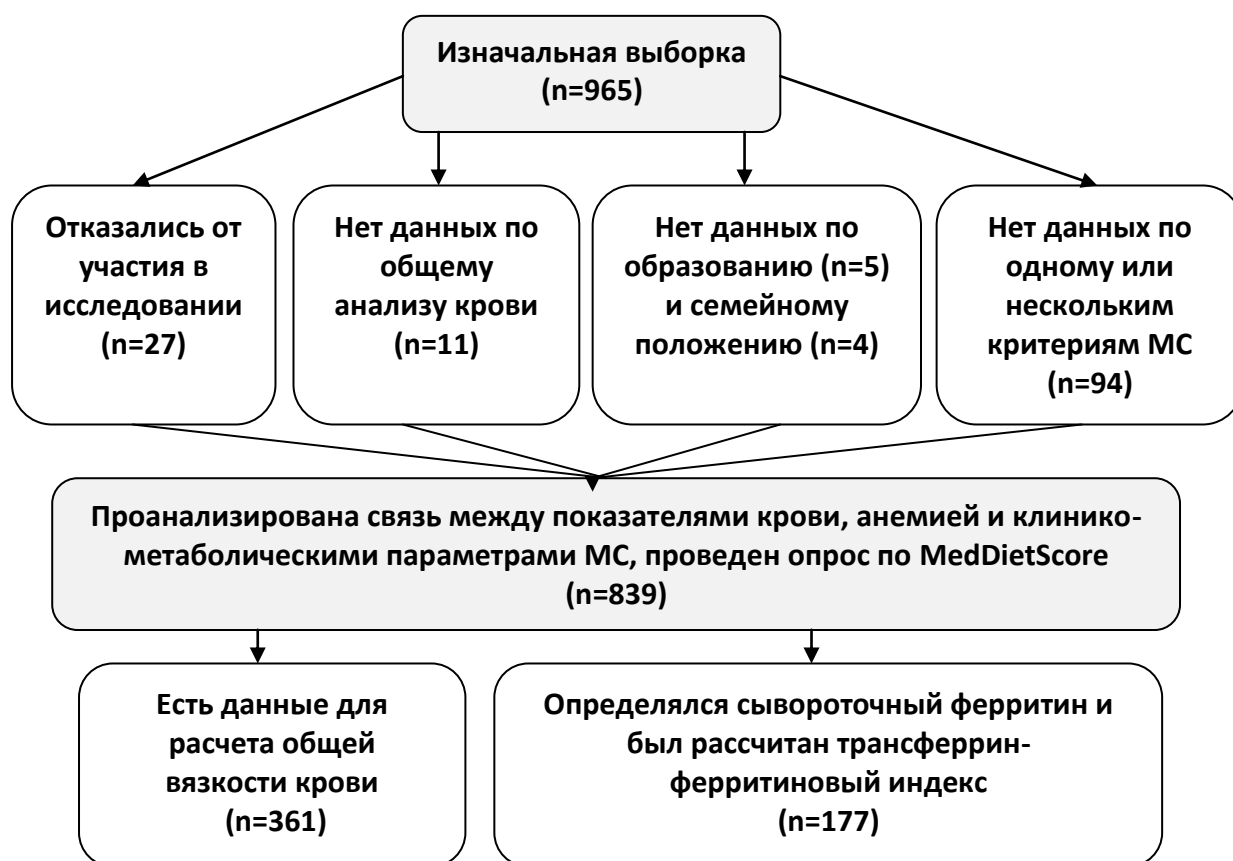 Изначальная выборка
(n=965)
Отказались от
участия в
исследовании
(n=27)
Нет данных по
общему
анализу крови
(n=11)
Нет данных по
образованию (n=5)
и семейному
положению (n=4)
Нет данных по
одному или
нескольким
критериям МС
(n=94)
Проанализирована связь между показателями крови, анемией и клинико-
метаболическими параметрами МС, проведен опрос по MedDietScore
(n=839)
Есть данные для
расчета общей
вязкости крови
(n=361)
Определялся сывороточный ферритин и
был рассчитан трансферрин-
ферритиновый индекс
(n=177)